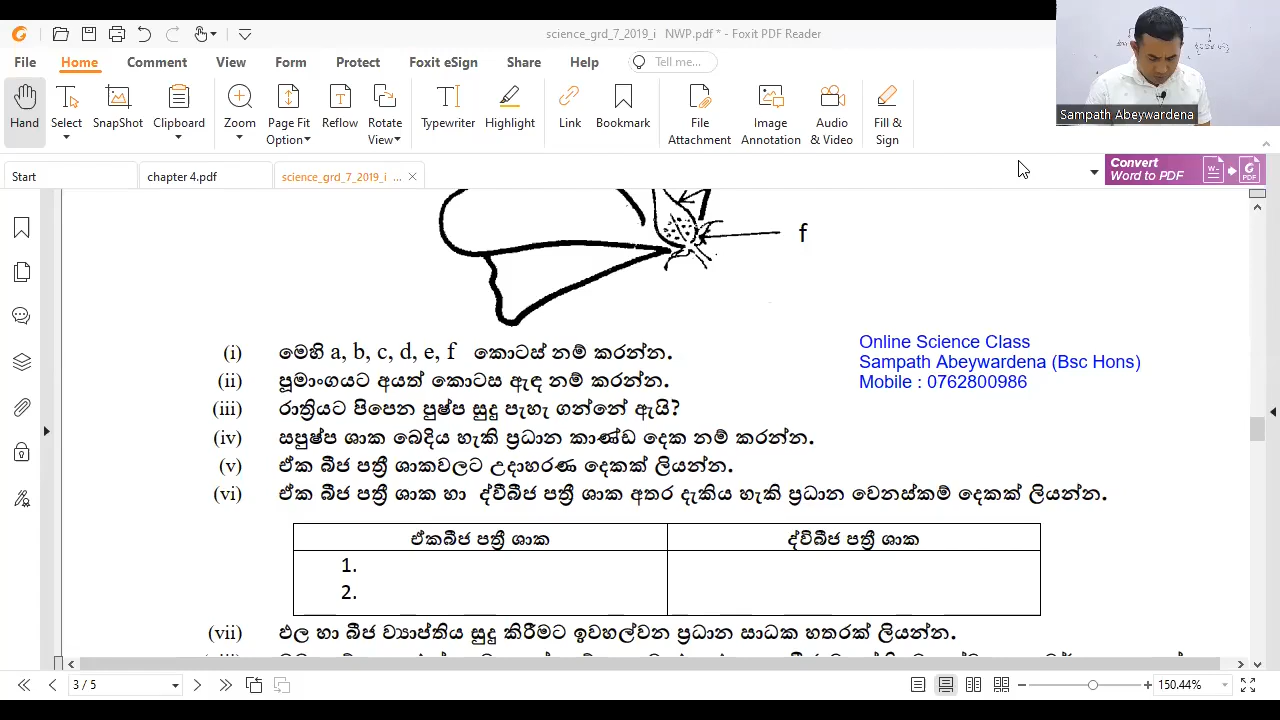 science_grd_7_2019_i NWP.pdf * - Foxit PDF Reader
File Home Comment View Form Protect Foxit eSign Share Help Tell me...
Hand Select SnapShot Clipboard Zoom Page Fit Option Reflow Rotate View Typewriter Highlight Link Bookmark File Attachment Image Annotation Audio & Video Fill & Sign
Sampath Abeywardena
Start chapter 4.pdf science_grd_7_2019_i ...
Convert Word to PDF
f
Online Science Class
Sampath Abeywardena (Bsc Hons)
Mobile : 0762800986
(i) මෙහි a, b, c, d, e, f කොටස් නම් කරන්න.
(ii) පූමාංගයට අයත් කොටස ඇඳ නම් කරන්න.
(iii) රාත්‍රියට පිපෙන පුෂ්ප සුදු පැහැ ගන්නේ ඇයි?
(iv) සපුෂ්ප ශාක බෙදිය හැකි ප්‍රධාන කාණ්ඩ දෙක නම් කරන්න.
(v) ඒක බීජ පත්‍රී ශාකවලට උදාහරණ දෙකක් ලියන්න.
(vi) ඒක බීජ පත්‍රී ශාක හා ද්වීබීජ පත්‍රී ශාක අතර දැකිය හැකි ප්‍රධාන වෙනස්කම් දෙකක් ලියන්න.
ඒකබීජ පත්‍රී ශාක ද්විබීජ පත්‍රී ශාක
1.
2.
(vii) ඵල හා බීජ ව්‍යාප්තිය සුදු කිරීමට ඉවහල්වන ප්‍රධාන සාධක හතරක් ලියන්න.
3 / 5 150.44%